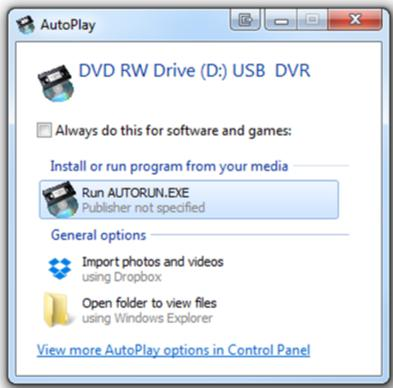 AutoPlay
DVD RW Drive (D:) USB DVR
Always do this for software and games:
Install or run program from your media
Run AUTORUN.EXE
Publisher not specified
General options
Import photos and videos
using Dropbox
Open folder to view files
using Windows Explorer
View more AutoPlay options in Control Panel